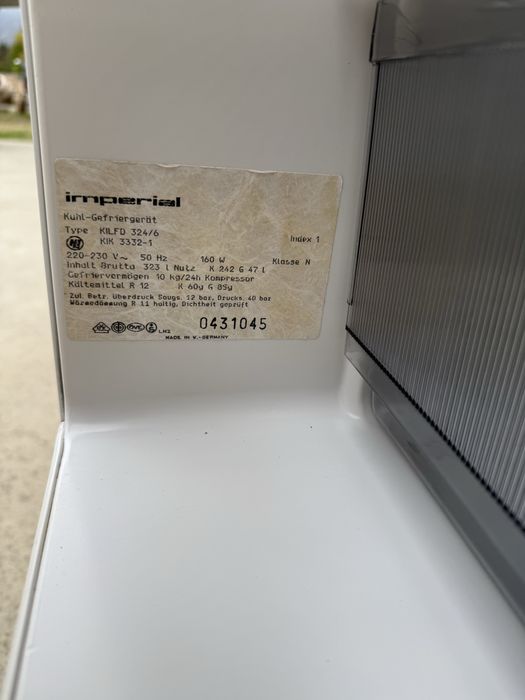 imperial
Kühl-Gefriergerät
Type KILFD 324/6 Index 1
KIK 3332-1
220-230 V~ 50 Hz 160 W Klasse N
Inhalt Brutto 323 l Nutz K 242 G 47 l
Gefriervermögen 10 kg/24h Kompressor
Kältemittel R 12 K 60g G 85g
Zul. Betr. Überdruck Saugs. 12 bar, Drucks. 40 bar
Wärmedämmung R 11 haltig, Dichtheit geprüft
LH2 0431045
MADE IN W.-GERMANY